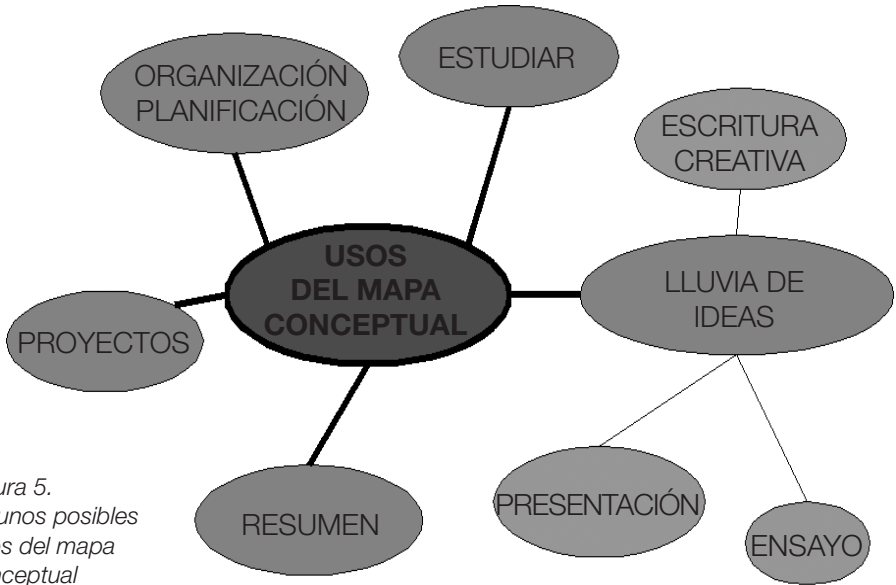 ORGANIZACIÓN
PLANIFICACIÓN
ESTUDIAR
ESCRITURA
CREATIVA
USOS
DEL MAPA
CONCEPTUAL
LLUVIA DE
IDEAS
PROYECTOS
RESUMEN
PRESENTACIÓN
ENSAYO
ura 5.
unos posibles
s del mapa
nceptual